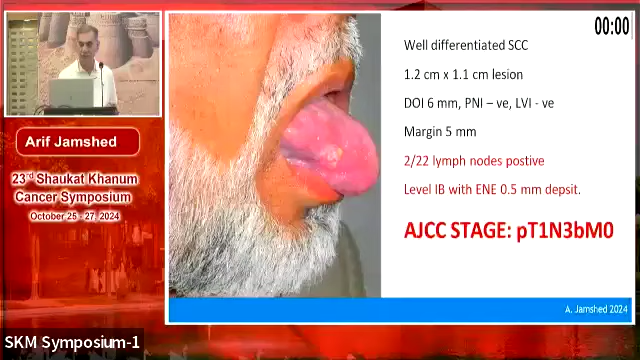 00:00
Well differentiated SCC
1.2 cm x 1.1 cm lesion
DOI 6 mm, PNI – ve, LVI - ve
Margin 5 mm
2/22 lymph nodes postive
Level IB with ENE 0.5 mm depsit.
AJCC STAGE: pT1N3bM0
A. Jamshed 2024
Arif Jamshed
23rd Shaukat Khanum
Cancer Symposium
October 25 - 27, 2024
SKM Symposium-1